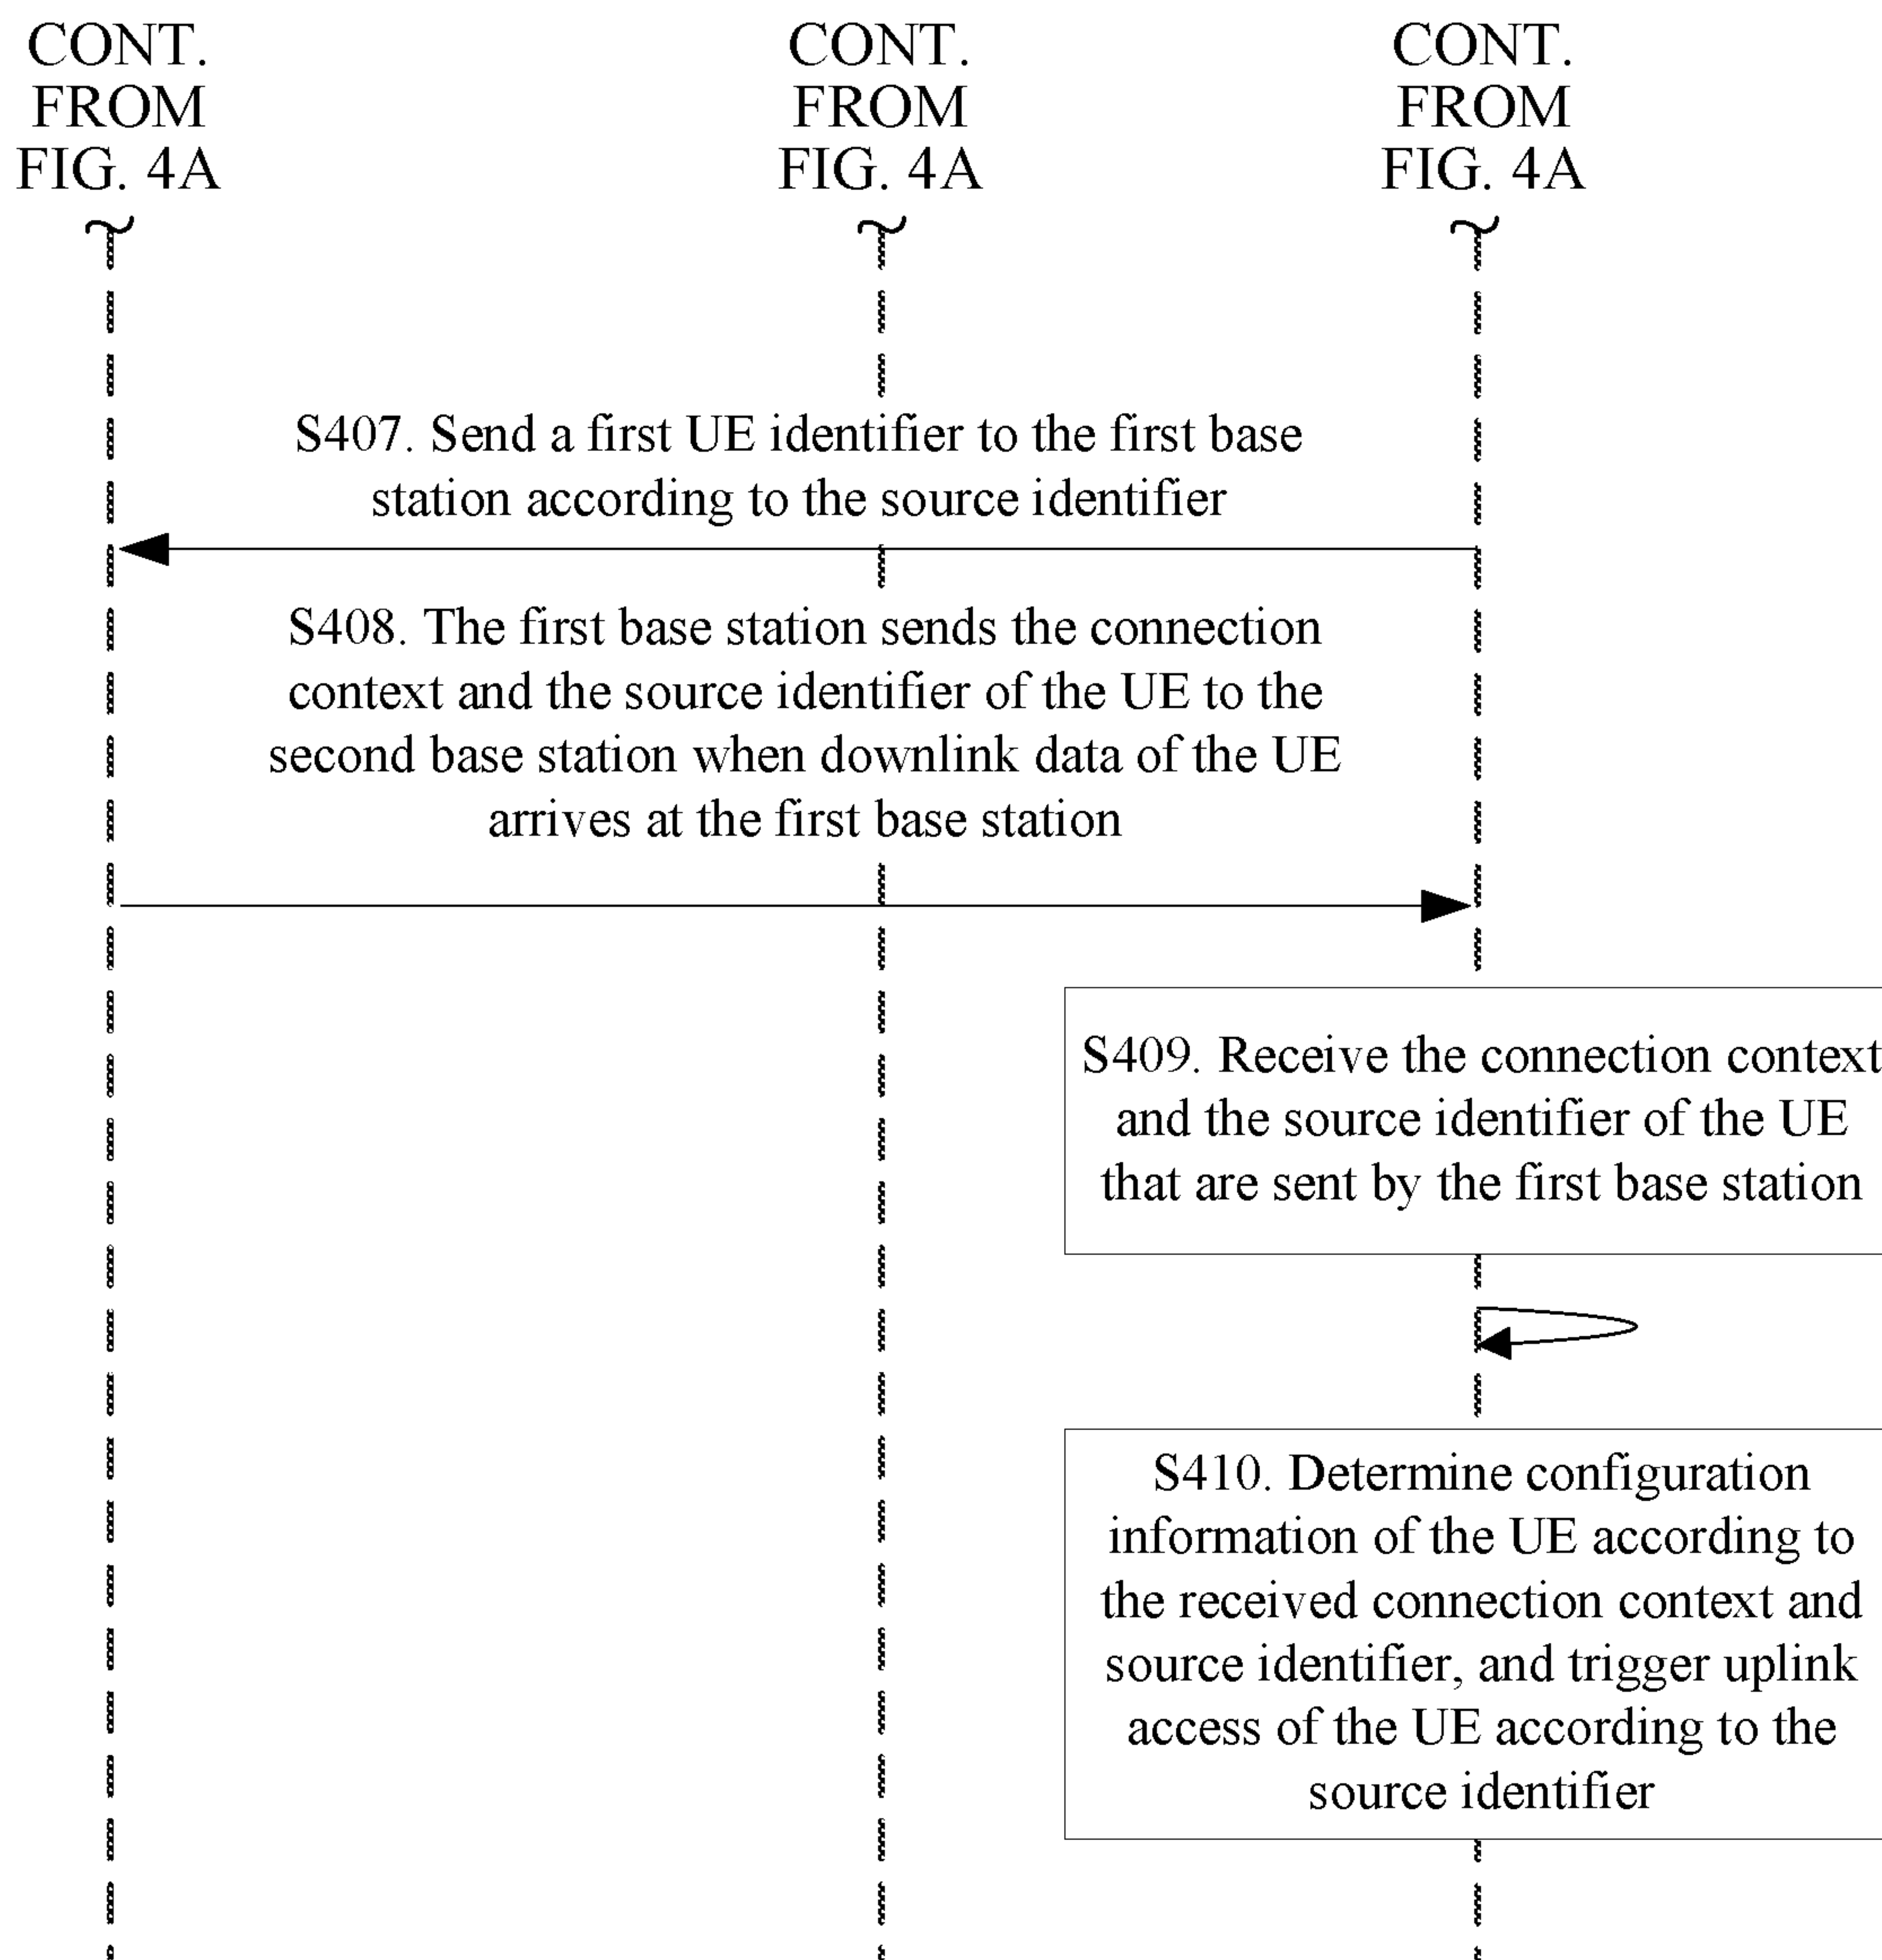 CONT.
FROM
FIG. 4A
CONT.
FROM
FIG. 4A
CONT.
FROM
FIG. 4A
S407. Send a first UE identifier to the first base
station according to the source identifier
S408. The first base station sends the connection
context and the source identifier of the UE to the
second base station when downlink data of the UE
arrives at the first base station
S409. Receive the connection context
and the source identifier of the UE
that are sent by the first base station
S410. Determine configuration
information of the UE according to
the received connection context and
source identifier, and trigger uplink
access of the UE according to the
source identifier